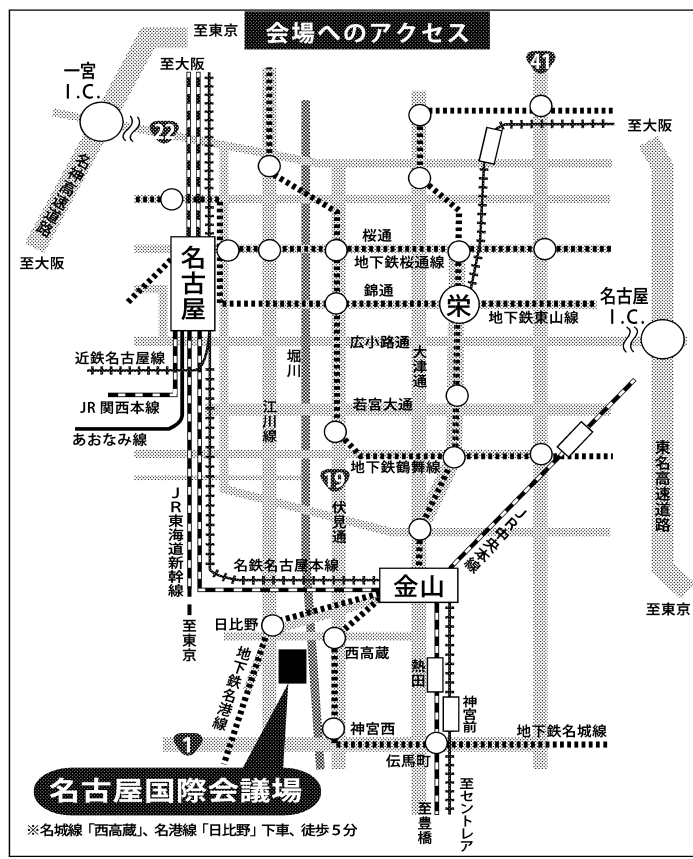 会場へのアクセス
至東京
至大阪
一宮
I.C.
41
22
至大阪
名神高速道路
至大阪
桜通
地下鉄桜通線
名古屋
錦通
栄
地下鉄東山線
名古屋
I.C.
広小路通
堀川
大津通
近鉄名古屋線
JR関西本線
江川線
若宮大通
あおなみ線
地下鉄鶴舞線
19
伏見通
東名高速道路
JR東海道新幹線
JR中央本線
名鉄名古屋本線
金山
至東京
至東京
日比野
西高蔵
熱田
地下鉄名港線
神宮前
神宮西
地下鉄名城線
1
伝馬町
名古屋国際会議場
至豊橋
至セントレア
※名城線「西高蔵」、名港線「日比野」下車、徒歩5分